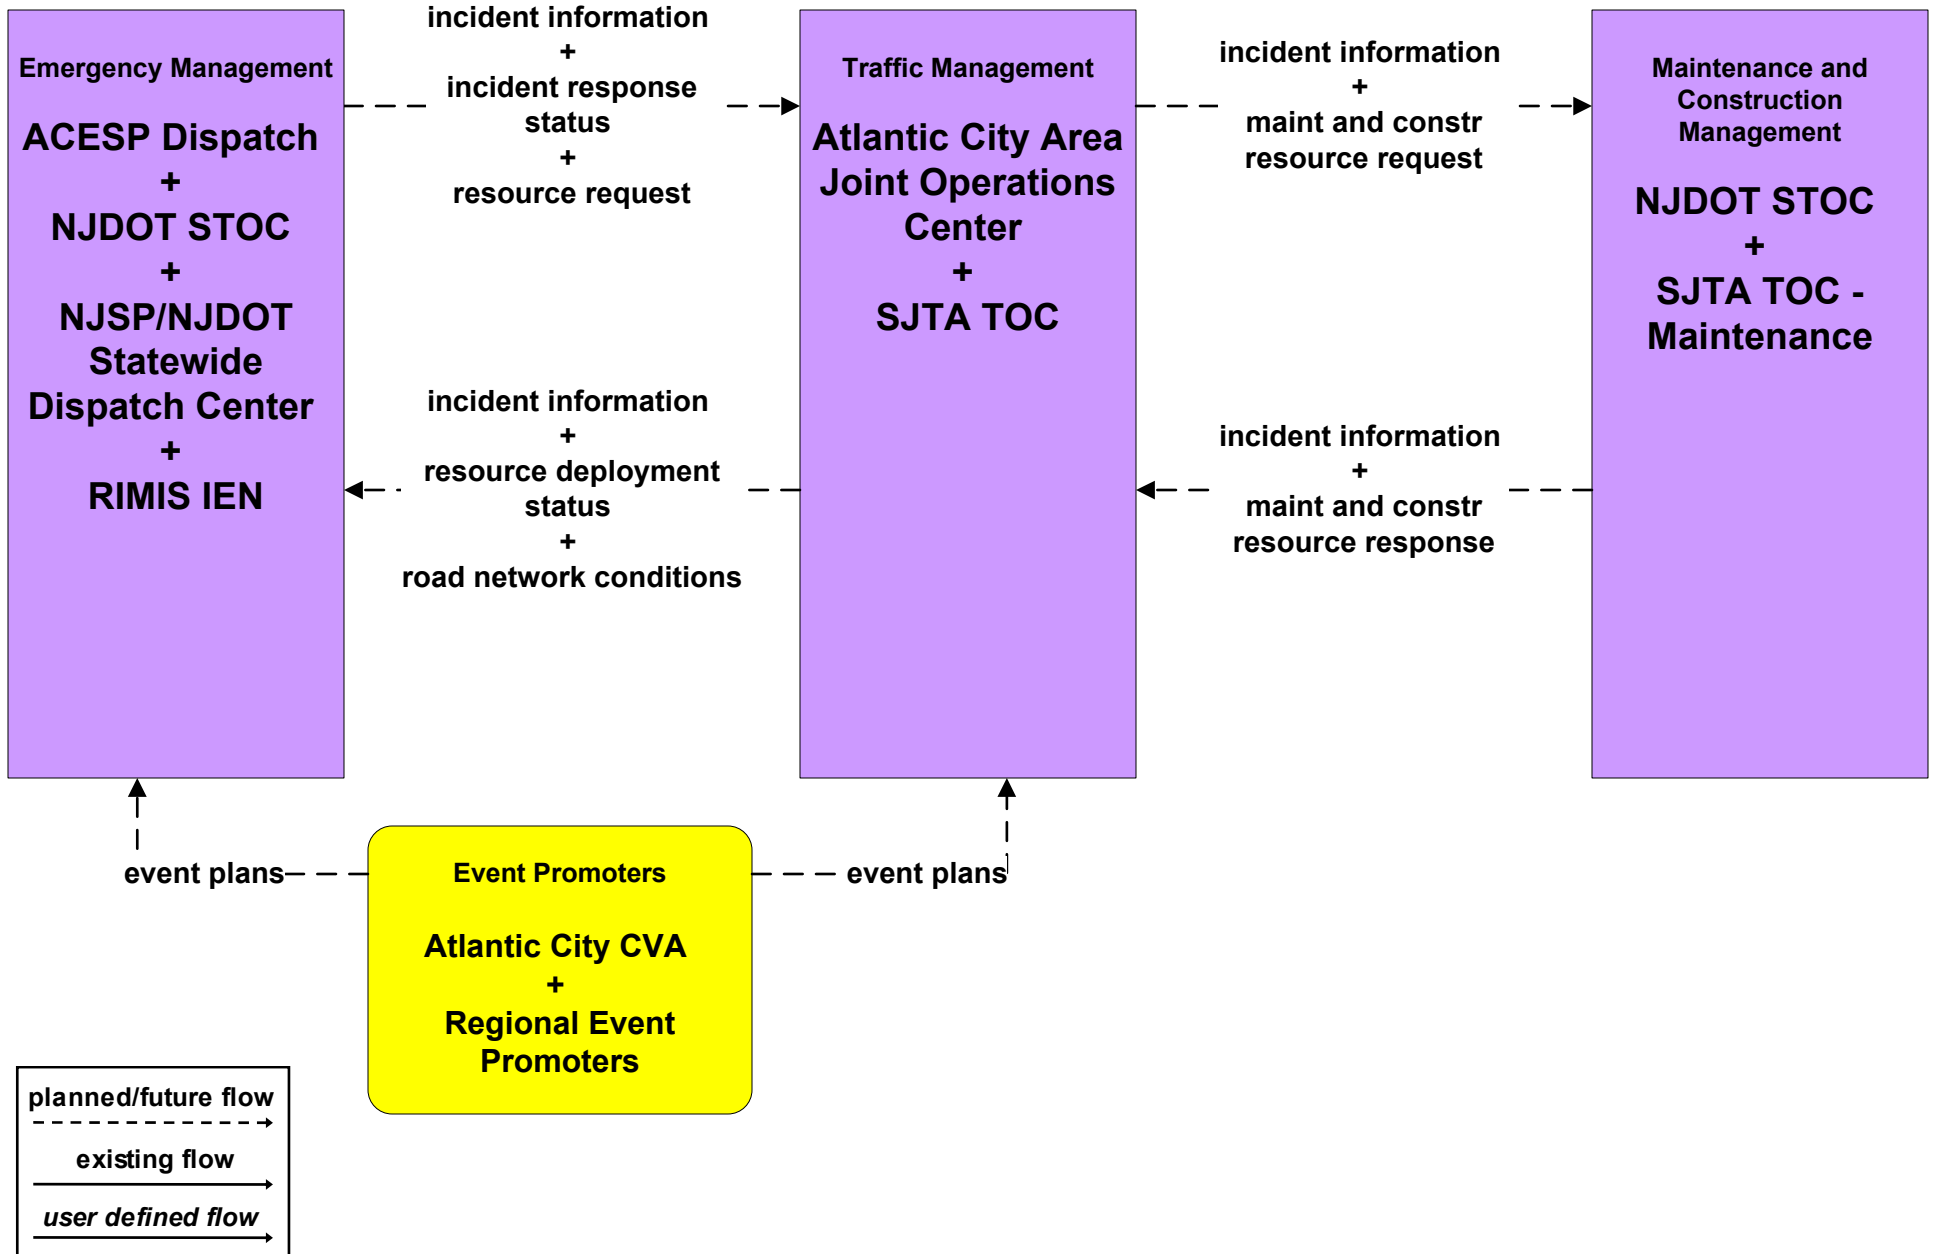 Emergency Management
ACESP Dispatch
+
NJDOT STOC
+
NJSP/NJDOT
Statewide
Dispatch Center
+
RIMIS IEN
incident information
+
incident response
status
+
resource request
incident information
+
resource deployment
status
+
road network conditions
Traffic Management
Atlantic City Area
Joint Operations
Center
+
SJTA TOC
incident information
+
maint and constr
resource request
incident information
+
maint and constr
resource response
Maintenance and
Construction
Management
NJDOT STOC
+
SJTA TOC -
Maintenance
event plans
Event Promoters
Atlantic City CVA
+
Regional Event
Promoters
event plans
planned/future flow
existing flow
user defined flow